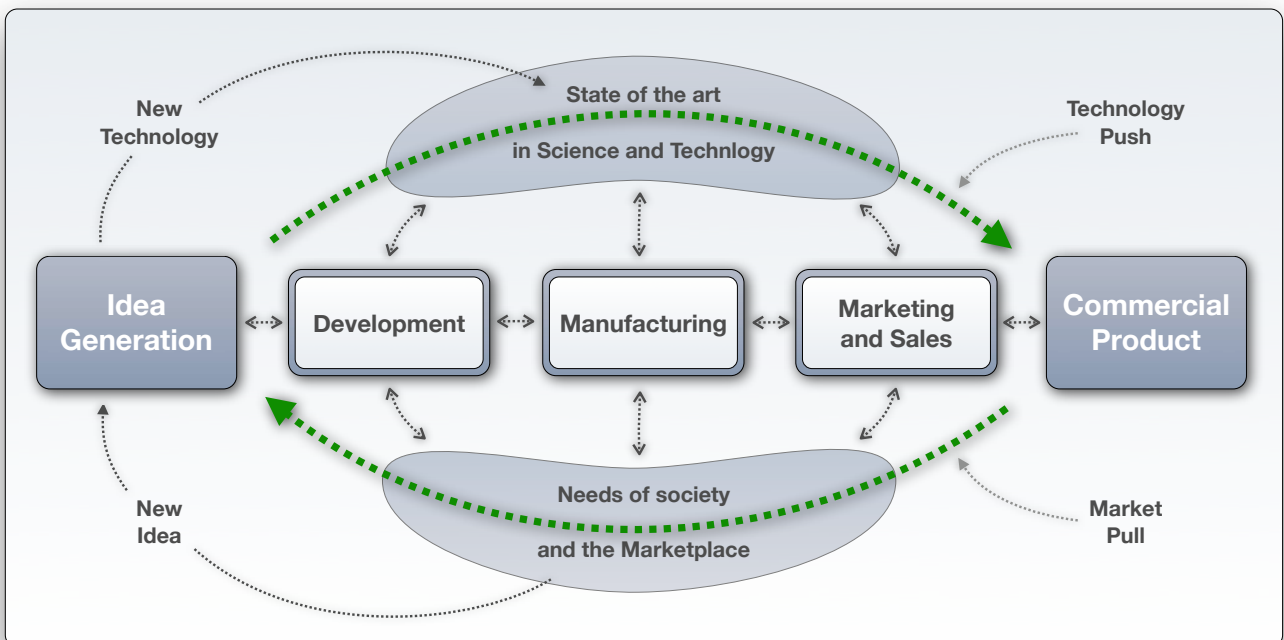 State of the art
in Science and Technlogy
New
Technology
Technology
Push
Idea
Generation
Development
Manufacturing
Marketing
and Sales
Commercial
Product
Needs of society
and the Marketplace
New
Idea
Market
Pull